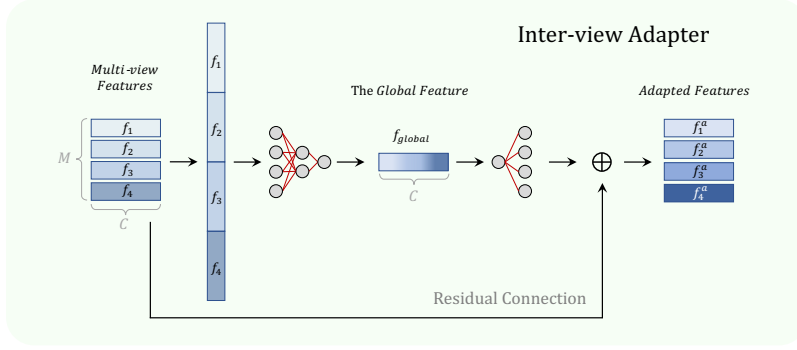 Inter-view Adapter
Multi-view
Features
The Global Feature
Adapted Features
M
f1
f2
f3
f4
C
f1
f2
f3
f4
fglobal
C
f1a
f2a
f3a
f4a
Residual Connection